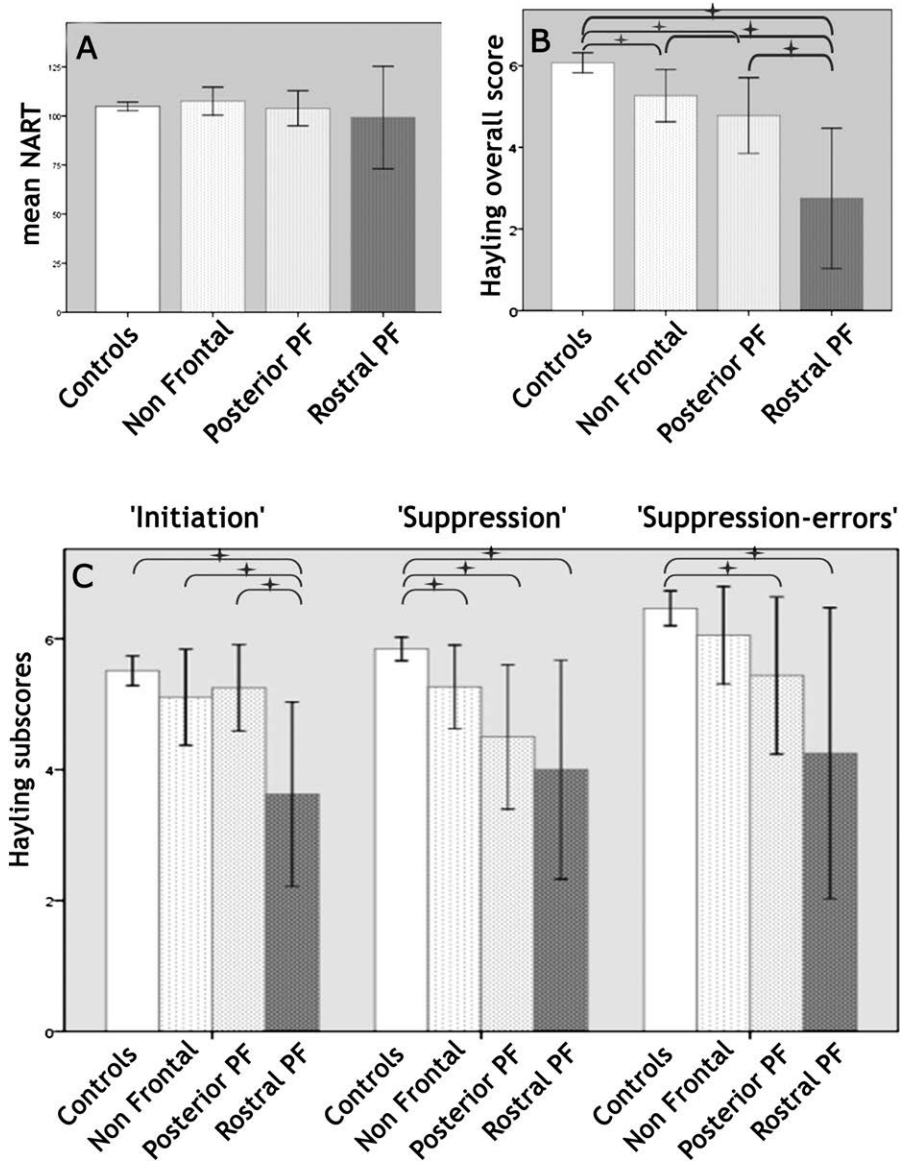 A
mean NART
125
100
75
50
25
0
Controls
Non Frontal
Posterior PF
Rostral PF
B
Hayling overall score
6
4
2
0
Controls
Non Frontal
Posterior PF
Rostral PF
'Initiation'
'Suppression'
'Suppression-errors'
C
Hayling subscores
6
4
2
0
Controls
Non Frontal
Posterior PF
Rostral PF
Controls
Non Frontal
Posterior PF
Rostral PF
Controls
Non Frontal
Posterior PF
Rostral PF